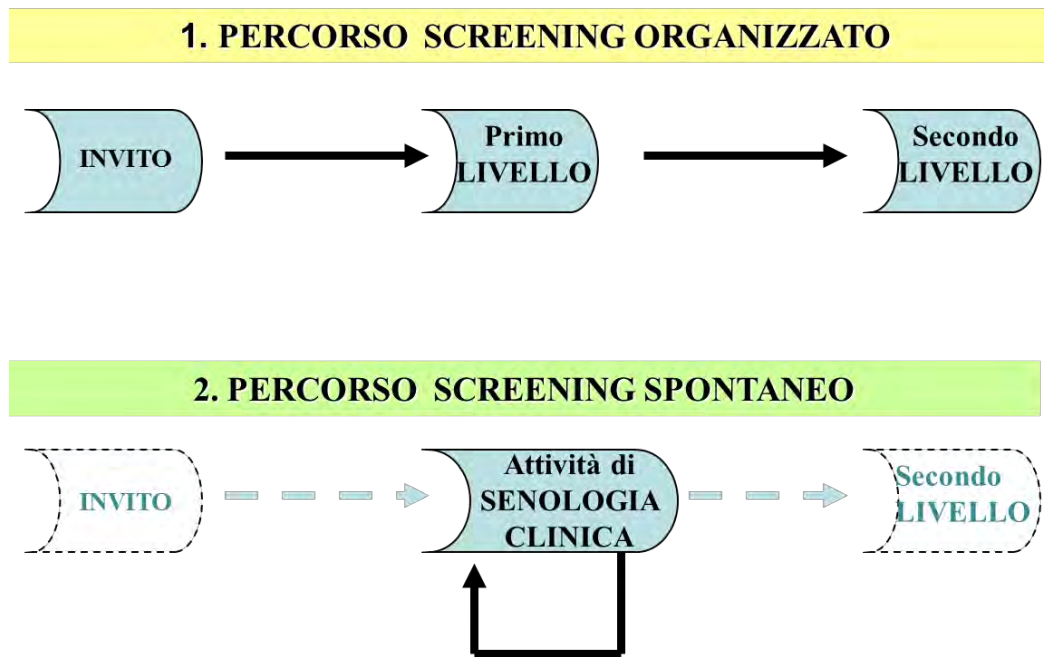 1. PERCORSO SCREENING ORGANIZZATO
INVITO
Primo
LIVELLO
Secondo
LIVELLO
2. PERCORSO SCREENING SPONTANEO
INVITO
Attività di
SENOLOGIA
CLINICA
Secondo
LIVELLO